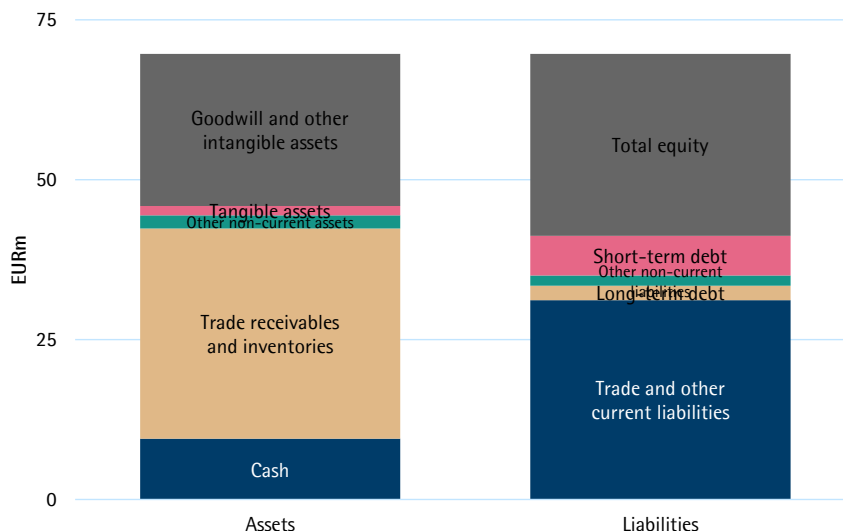 75
50
25
0
EURm
Goodwill and other
intangible assets
Tangible assets
Other non-current assets
Trade receivables
and inventories
Cash
Total equity
Short-term debt
Other non-current
liabilities
Long-term debt
Trade and other
current liabilities
Assets
Liabilities